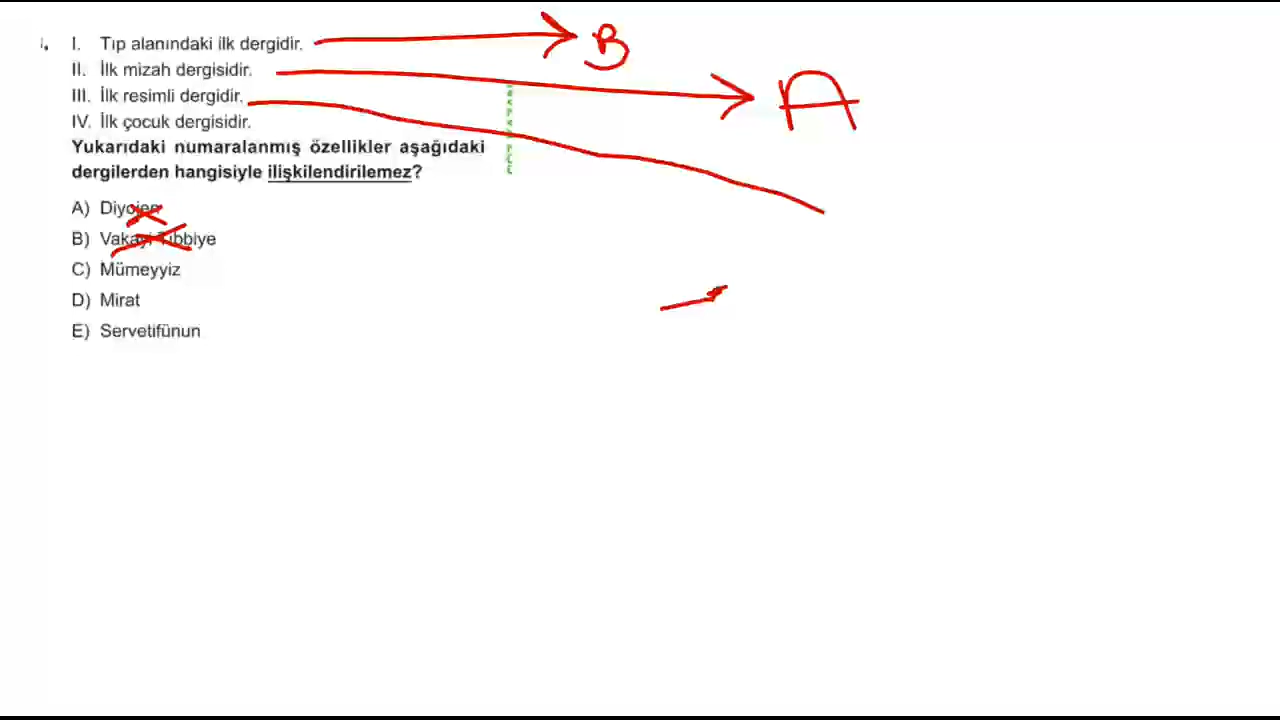 I. Tıp alanındaki ilk dergidir.
B
II. İlk mizah dergisidir.
A
III. İlk resimli dergidir.
IV. İlk çocuk dergisidir.
Yukarıdaki numaralanmış özellikler aşağıdaki
dergilerden hangisiyle ilişkilendirilemez?
A) Diyojen
B) Vakayi Tıbbiye
C) Mümeyyiz
D) Mirat
E) Servetifünun